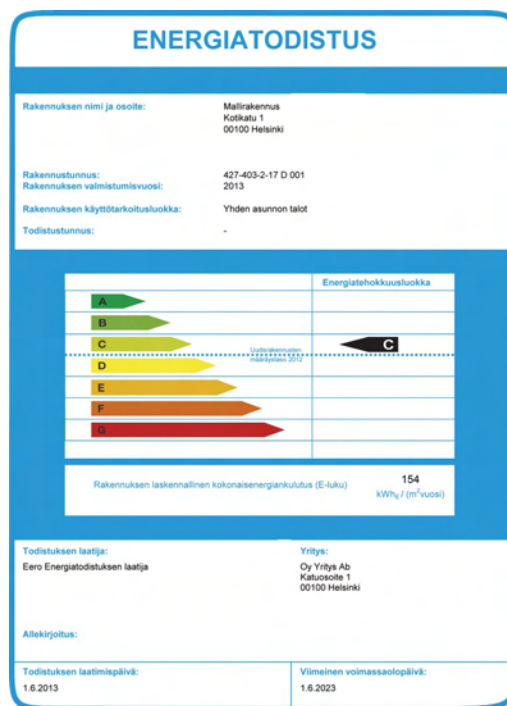 ENERGIATODISTUS
Rakennuksen nimi ja osoite: Mallirakennus
Kotikatu 1
00100 Helsinki
Rakennustunnus: 427-403-2-17 D 001
Rakennuksen valmistumisvuosi: 2013
Rakennuksen käyttötarkoitusluokka: Yhden asunnon talot
Todistustunnus: -
Energiatehokkuusluokka
A
B
C
Uudisrakennusten
määräystaso 2012
C
D
E
F
G
Rakennuksen laskennallinen kokonaisenergiankulutus (E-luku) 154
kWhE / (m²vuosi)
Todistuksen laatija: Yritys:
Eero Energiatodistuksen laatija Oy Yritys Ab
Katuosoite 1
00100 Helsinki
Allekirjoitus:
Todistuksen laatimispäivä: Viimeinen voimassaolopäivä:
1.6.2013 1.6.2023